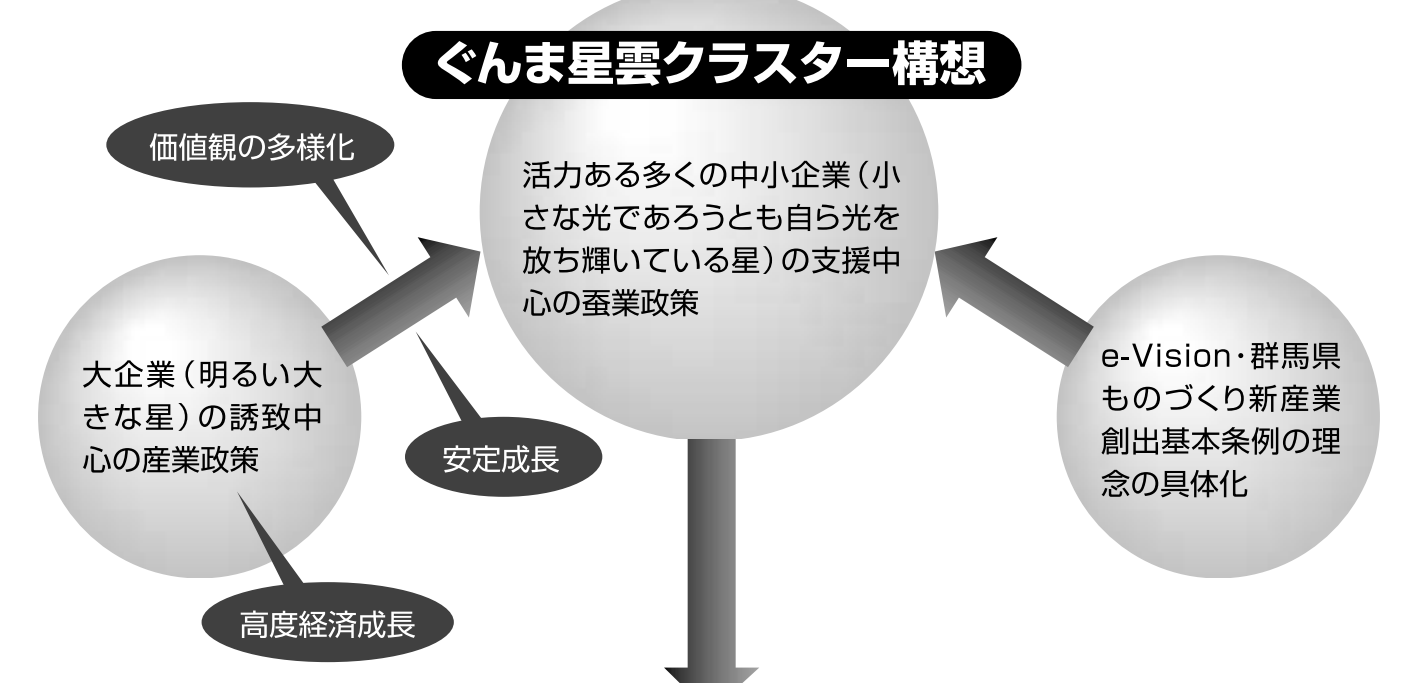 ぐんま星雲クラスター構想
価値観の多様化
活力ある多くの中小企業（小
さな光であろうとも自ら光を
放ち輝いている星）の支援中
心の蚕業政策
大企業（明るい大
きな星）の誘致中
心の産業政策
安定成長
高度経済成長
e-Vision・群馬県
ものづくり新産業
創出基本条例の理
念の具体化